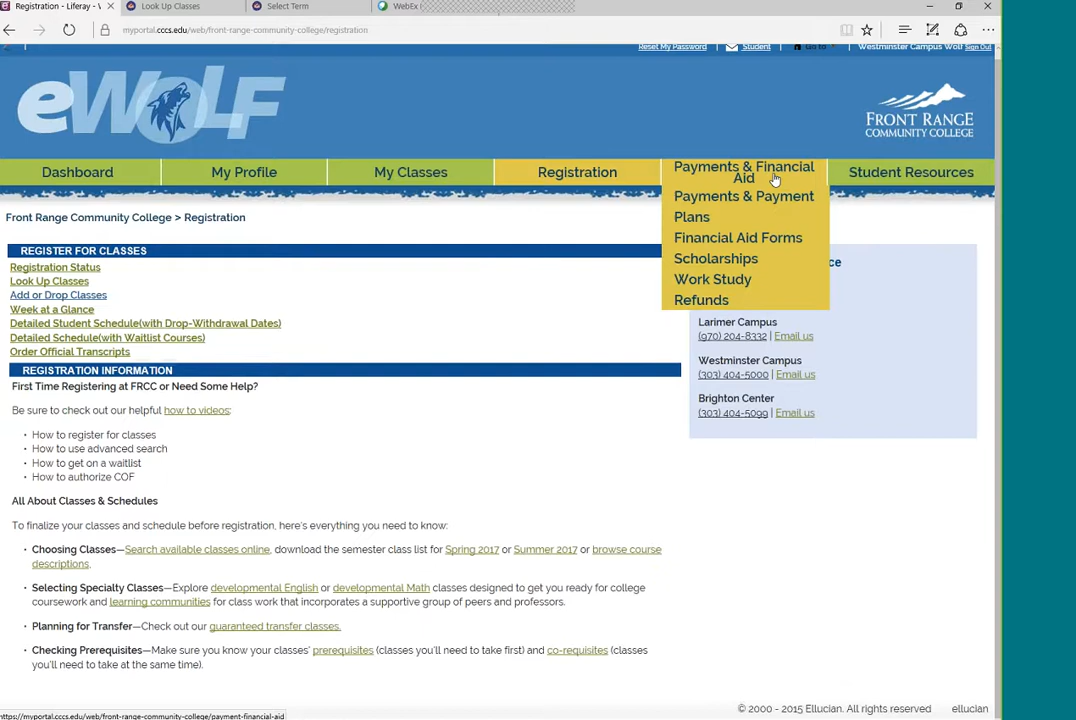 Registration - Liferay - W
Look Up Classes
Select Term
WebEx
myportal.cccs.edu/web/front-range-community-college/registration
Reset My Password
Student
Go to
Westminster Campus Wolf Sign Out
eWOLF
FRONT RANGE
COMMUNITY COLLEGE
Dashboard
My Profile
My Classes
Registration
Payments & Financial
Aid
Student Resources
Payments & Payment
Plans
Financial Aid Forms
Scholarships
Work Study
Refunds
Front Range Community College > Registration
REGISTER FOR CLASSES
Registration Status
Look Up Classes
Add or Drop Classes
Week at a Glance
Detailed Student Schedule(with Drop-Withdrawal Dates)
Detailed Schedule(with Waitlist Courses)
Order Official Transcripts
ce
Larimer Campus
(970) 204-8332 | Email us
Westminster Campus
(303) 404-5000 | Email us
Brighton Center
(303) 404-5099 | Email us
REGISTRATION INFORMATION
First Time Registering at FRCC or Need Some Help?
Be sure to check out our helpful how to videos:
• How to register for classes
• How to use advanced search
• How to get on a waitlist
• How to authorize COF
All About Classes & Schedules
To finalize your classes and schedule before registration, here's everything you need to know:
• Choosing Classes—Search available classes online, download the semester class list for Spring 2017 or Summer 2017 or browse course
descriptions.
• Selecting Specialty Classes—Explore developmental English or developmental Math classes designed to get you ready for college
coursework and learning communities for class work that incorporates a supportive group of peers and professors.
• Planning for Transfer—Check out our guaranteed transfer classes.
• Checking Prerequisites—Make sure you know your classes' prerequisites (classes you'll need to take first) and co-requisites (classes
you'll need to take at the same time).
© 2000 - 2015 Ellucian. All rights reserved. ellucian
https://myportal.cccs.edu/web/front-range-community-college/payment-financial-aid